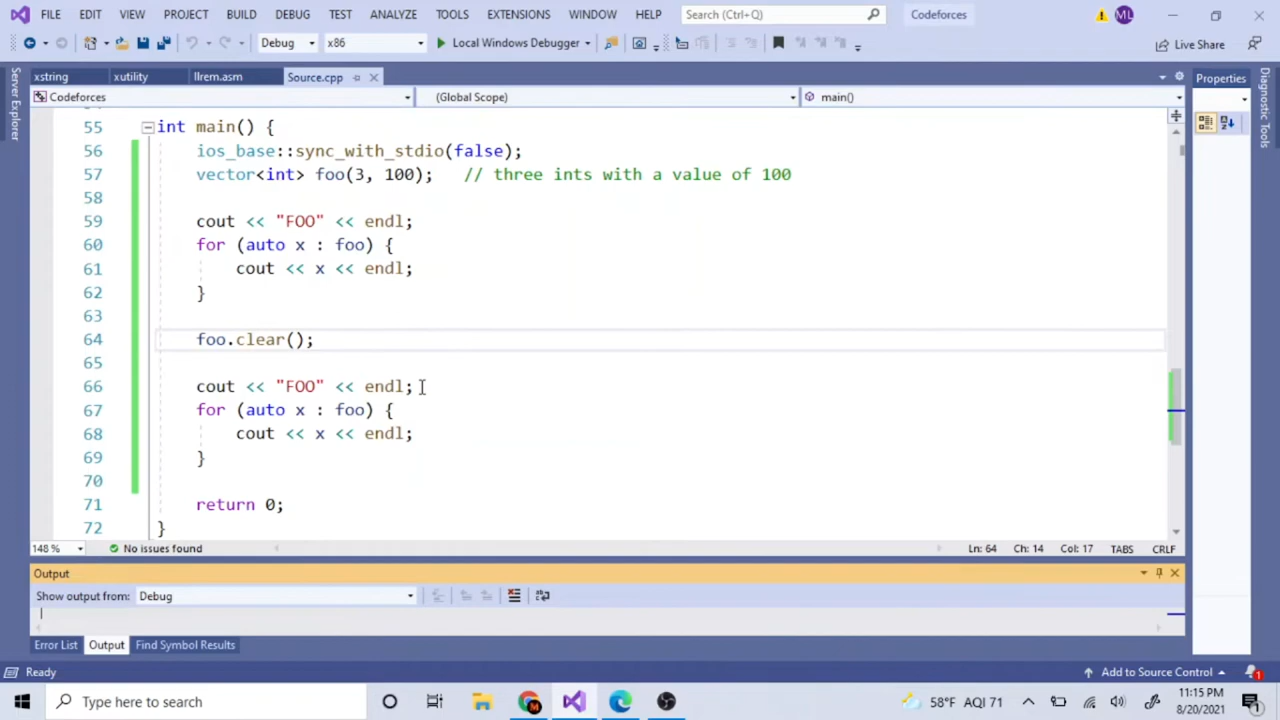 FILE EDIT VIEW PROJECT BUILD DEBUG TEST ANALYZE TOOLS EXTENSIONS WINDOW HELP Search (Ctrl+Q) Codeforces ML
Debug x86 Local Windows Debugger Live Share
Server Explorer
xstring xutility llrem.asm Source.cpp
Codeforces (Global Scope) main()
55 int main() {
56 ios_base::sync_with_stdio(false);
57 vector<int> foo(3, 100); // three ints with a value of 100
58
59 cout << "FOO" << endl;
60 for (auto x : foo) {
61 cout << x << endl;
62 }
63
64 foo.clear();
65
66 cout << "FOO" << endl;
67 for (auto x : foo) {
68 cout << x << endl;
69 }
70
71 return 0;
72 }
148 % No issues found Ln: 64 Ch: 14 Col: 17 TABS CRLF
Properties
Diagnostic Tools
Output
Show output from: Debug
Error List Output Find Symbol Results
Ready Add to Source Control 1
Type here to search 58°F AQI 71 11:15 PM
8/20/2021 1